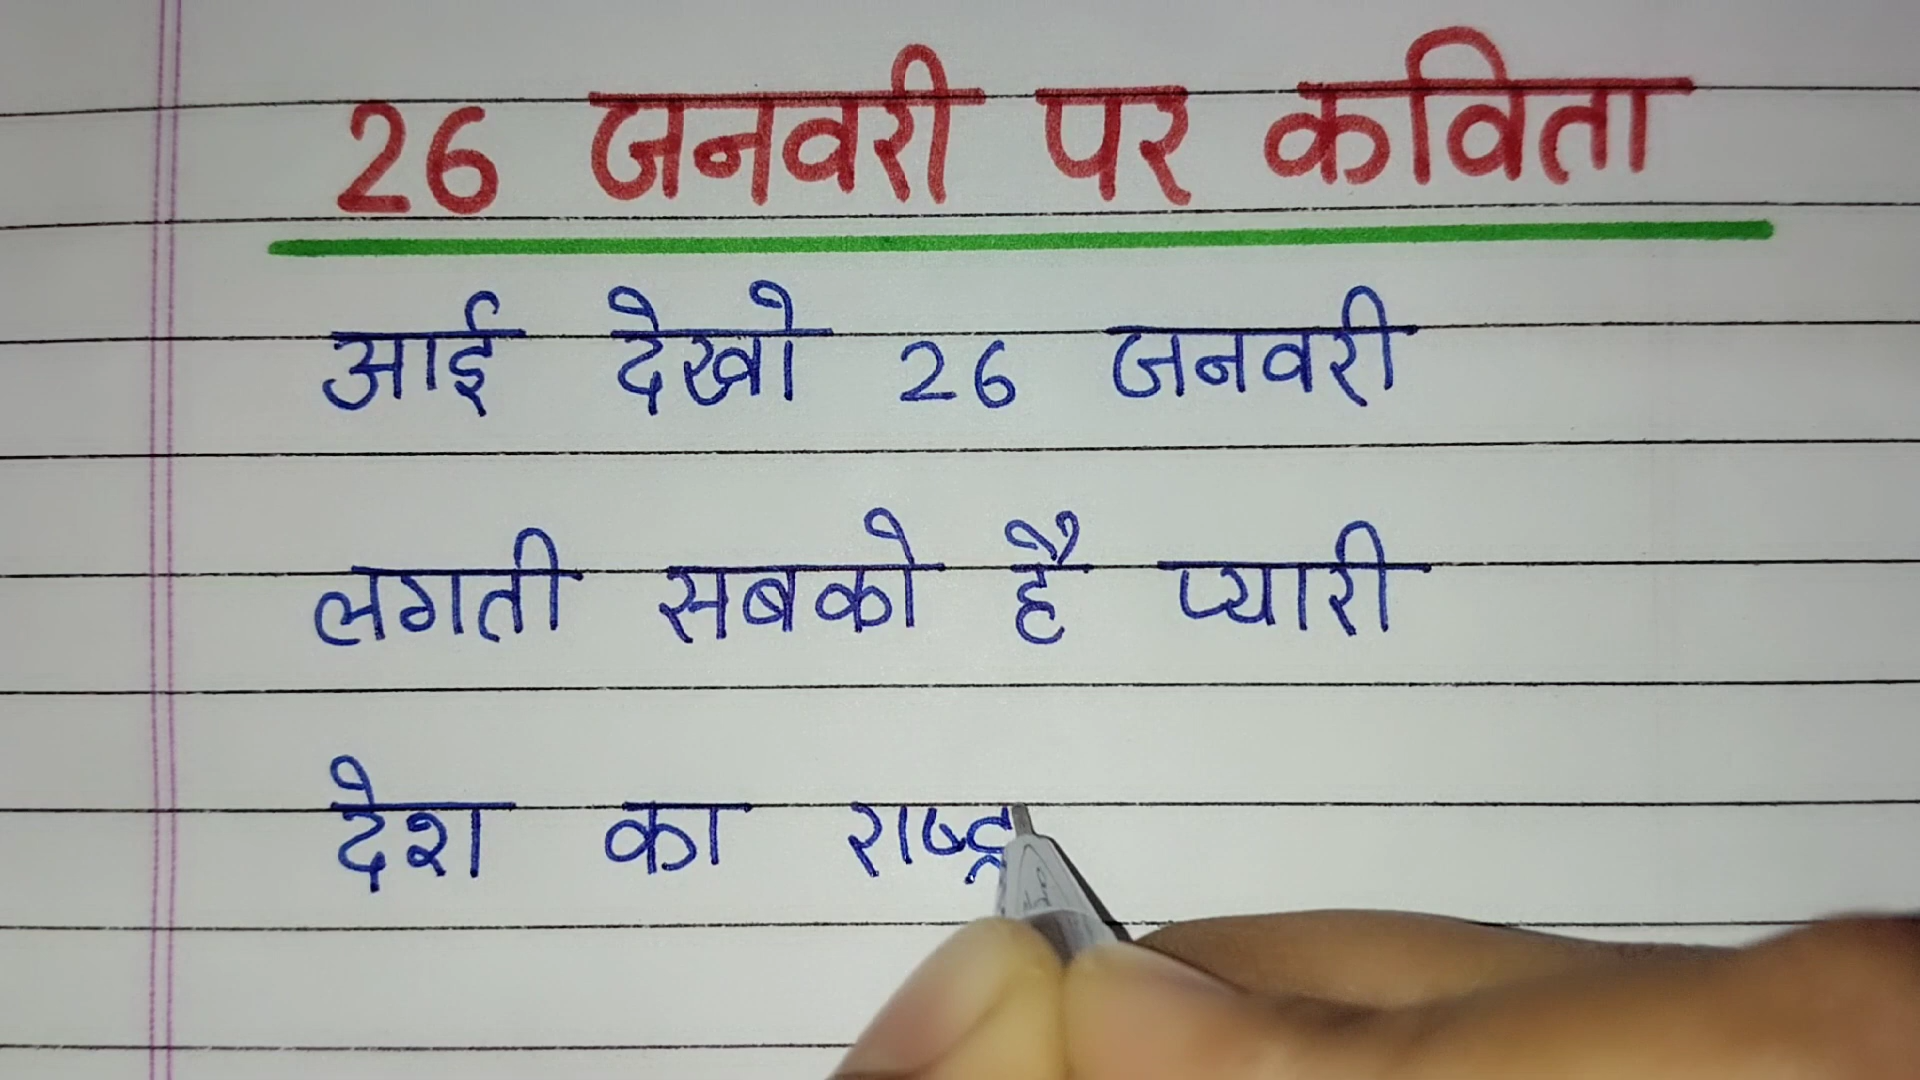 26 जनवरी पर कविता
आई देखो 26 जनवरी
लगती सबको है प्यारी
देश का राष्ट्र